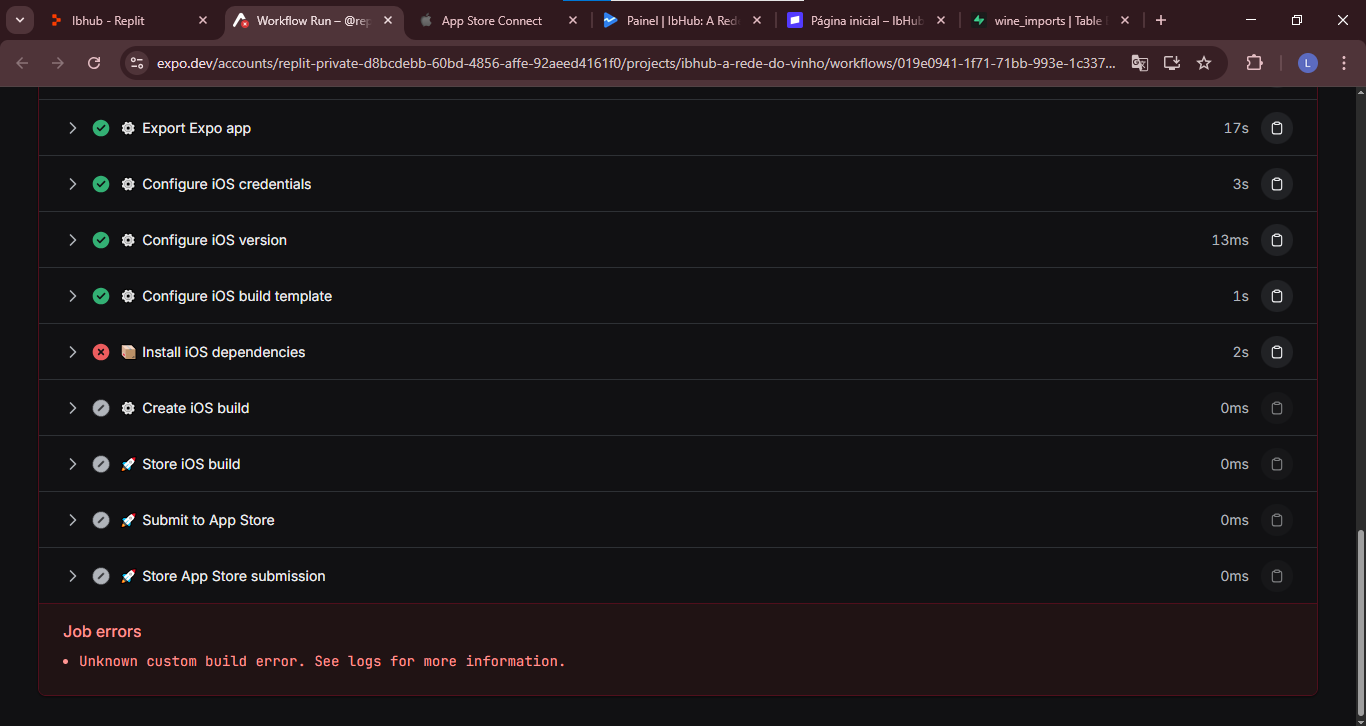 Ibhub - Replit
Workflow Run – @rep
App Store Connect
Painel | IbHub: A Red
Página inicial – IbHub
wine_imports | Table
expo.dev/accounts/replit-private-d8bcdebb-60bd-4856-affe-92aeed4161f0/projects/ibhub-a-rede-do-vinho/workflows/019e0941-1f71-71bb-993e-1c337...
L
Export Expo app 17s
Configure iOS credentials 3s
Configure iOS version 13ms
Configure iOS build template 1s
Install iOS dependencies 2s
Create iOS build 0ms
Store iOS build 0ms
Submit to App Store 0ms
Store App Store submission 0ms
Job errors
• Unknown custom build error. See logs for more information.